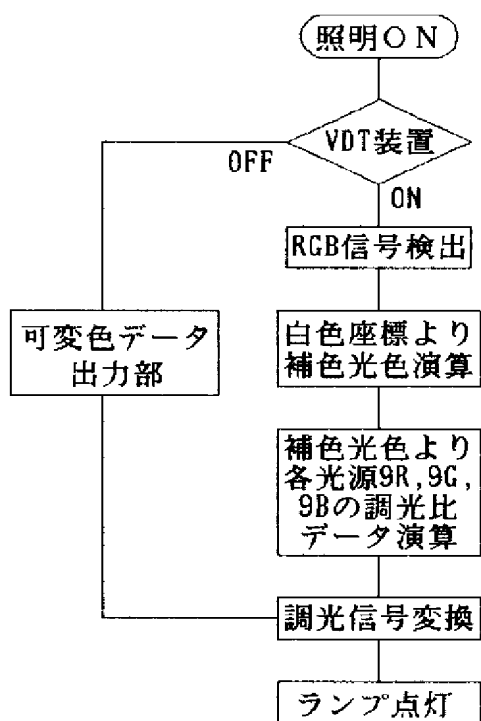 照明ON
VDT装置
OFF
ON
RGB信号検出
可変色データ
出力部
白色座標より
補色光色演算
補色光色より
各光源9R,9G,
9Bの調光比
データ演算
調光信号変換
ランプ点灯